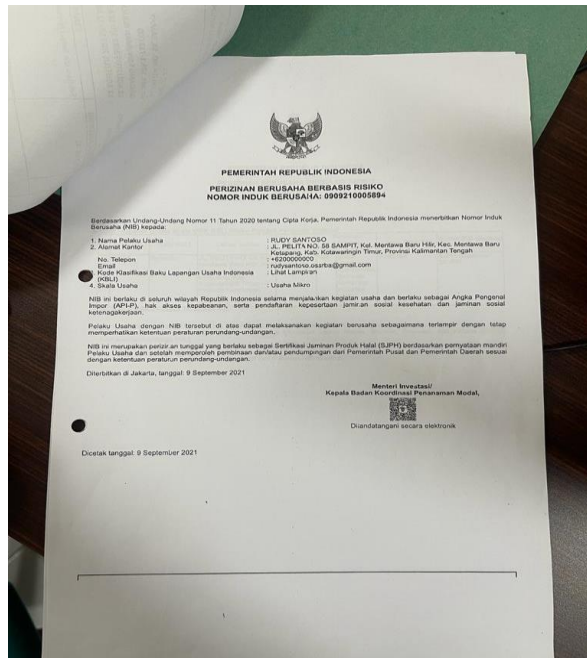 PEMERINTAH REPUBLIK INDONESIA
PERIZINAN BERUSAHA BERBASIS RISIKO
NOMOR INDUK BERUSAHA: 0909210005894
Berdasarkan Undang-Undang Nomor 11 Tahun 2020 tentang Cipta Kerja, Pemerintah Republik Indonesia menerbitkan Nomor Induk
Berusaha (NIB) kepada:
1. Nama Pelaku Usaha : RUDY SANTOSO
2. Alamat Kantor : JL. PELITA NO. 58 SAMPIT, Kel. Mentawa Baru Hilir, Kec. Mentawa Baru
Ketapang, Kab. Kotawaringin Timur, Provinsi Kalimantan Tengah
No. Telepon : +6200000000
Email : rudysantoso.osarba@gmail.com
Kode Klasifikasi Baku Lapangan Usaha Indonesia : Lihat Lampiran
(KBLI)
4. Skala Usaha : Usaha Mikro
NIB ini berlaku di seluruh wilayah Republik Indonesia selama menjalankan kegiatan usaha dan berlaku sebagai Angka Pengenal
Impor (API-P), hak akses kepabeanan, serta pendaftaran kepesertaan jaminan sosial kesehatan dan jaminan sosial
ketenagakerjaan.
Pelaku Usaha dengan NIB tersebut di atas dapat melaksanakan kegiatan berusaha sebagaimana terlampir dengan tetap
memperhatikan ketentuan peraturan perundang-undangan.
NIB ini merupakan perizinan tunggal yang berlaku sebagai Sertifikasi Jaminan Produk Halal (SJPH) berdasarkan pernyataan mandiri
Pelaku Usaha dan setelah memperoleh pembinaan dan/atau pendampingan dari Pemerintah Pusat dan Pemerintah Daerah sesuai
dengan ketentuan peraturan perundang-undangan.
Diterbitkan di Jakarta, tanggal: 9 September 2021
Menteri Investasi/
Kepala Badan Koordinasi Penanaman Modal,
Ditandatangani secara elektronik
Dicetak tanggal: 9 September 2021